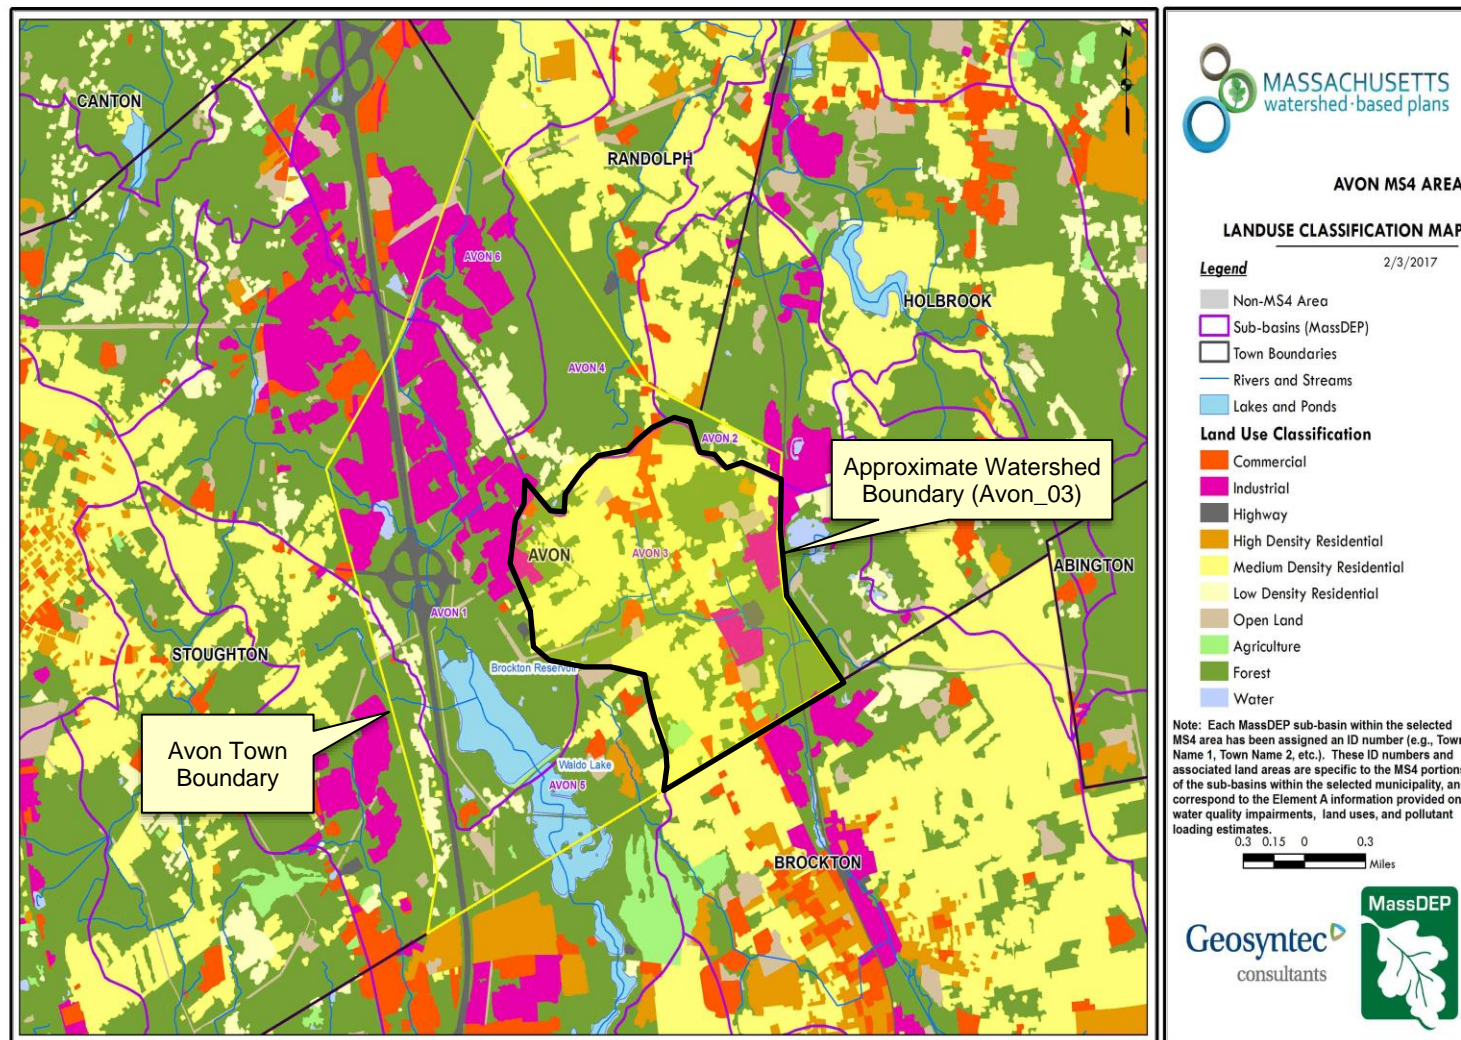 CANTON
RANDOLPH
AVON 6
HOLBROOK
AVON 4
AVON 2
Approximate Watershed
Boundary (Avon_03)
AVON
AVON 3
ABINGTON
AVON 1
STOUGHTON
Brockton Reservoir
Avon Town
Boundary
Waldo Lake
AVON 5
BROCKTON
MASSACHUSETTS
watershed-based plans
AVON MS4 AREA
LANDUSE CLASSIFICATION MAP
2/3/2017
Legend
Non-MS4 Area
Sub-basins (MassDEP)
Town Boundaries
Rivers and Streams
Lakes and Ponds
Land Use Classification
Commercial
Industrial
Highway
High Density Residential
Medium Density Residential
Low Density Residential
Open Land
Agriculture
Forest
Water
Note: Each MassDEP sub-basin within the selected
MS4 area has been assigned an ID number (e.g., Town
Name 1, Town Name 2, etc.). These ID numbers and
associated land areas are specific to the MS4 portions
of the sub-basins within the selected municipality, an
correspond to the Element A information provided on
water quality impairments, land uses, and pollutant
loading estimates.
0.3 0.15 0 0.3
Miles
Geosyntec
consultants
MassDEP